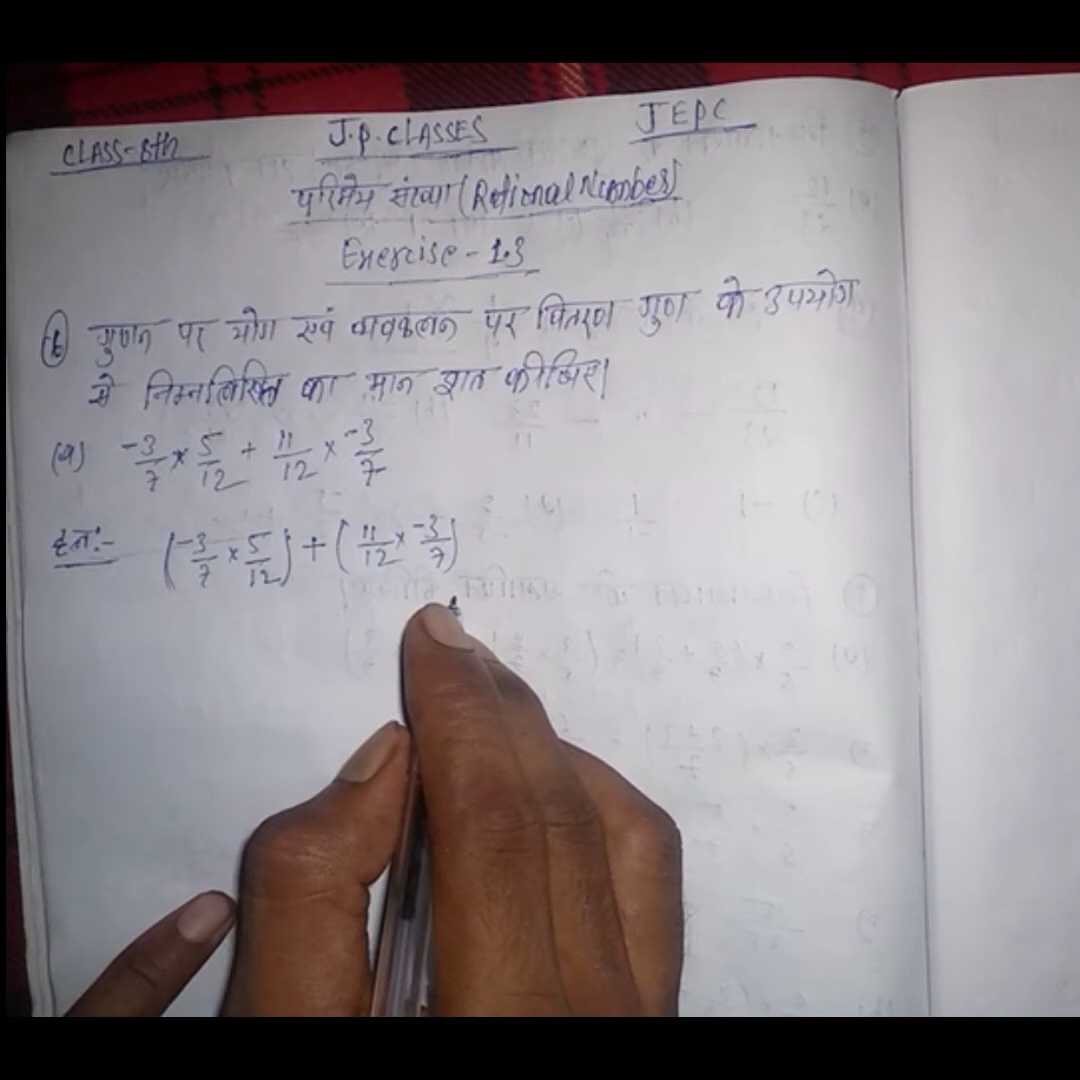 CLASS-8th J.P. CLASSES JEPC
परिमेय संख्या (Rational Number)
Exercise - 1.3
6 गुणन पर योग एवं व्यवकलन पर वितरण गुण के उपयोग
से निम्नलिखित का मान ज्ञात कीजिए।
(a) -3/7 × 5/12 + 11/12 × -3/7
हल:- (-3/7 × 5/12) + (11/12 × -3/7)